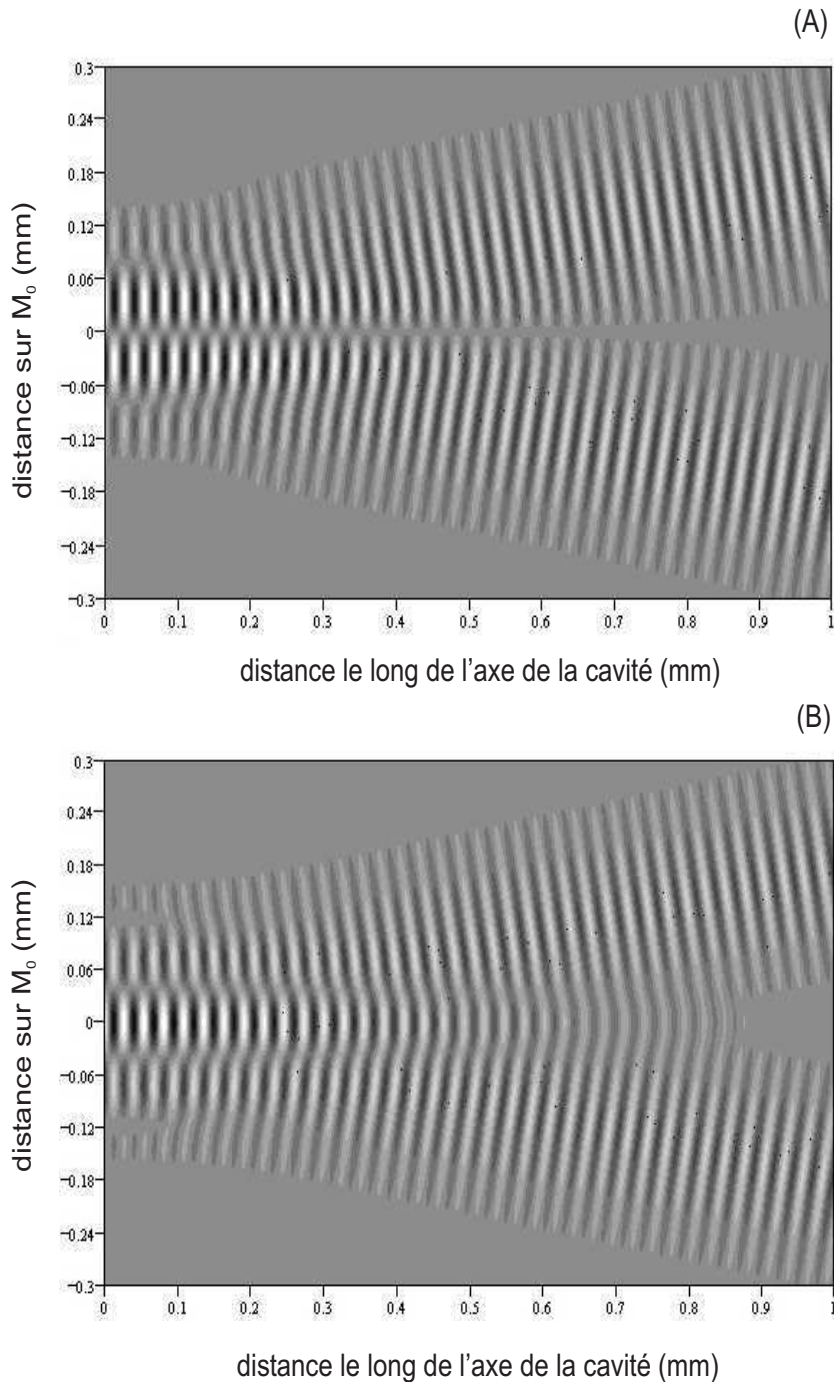 (A)
0.3
0.24
0.18
0.12
0.06
0
−0.06
−0.12
−0.18
−0.24
−0.3
distance sur M0 (mm)
0 0.1 0.2 0.3 0.4 0.5 0.6 0.7 0.8 0.9 1
distance le long de l'axe de la cavité (mm)
(B)
0.3
0.24
0.18
0.12
0.06
0
−0.06
−0.12
−0.18
−0.24
−0.3
distance sur M0 (mm)
0 0.1 0.2 0.3 0.4 0.5 0.6 0.7 0.8 0.9 1
distance le long de l'axe de la cavité (mm)